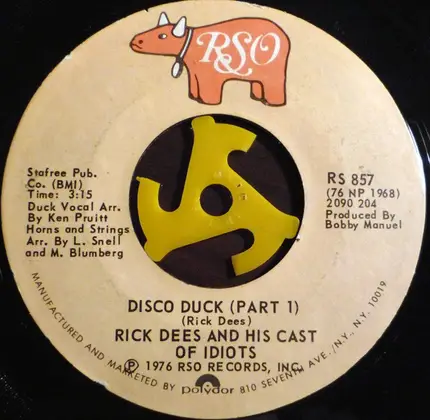 RSO
Stafree Pub.
Co. (BMI)
Time: 3:15
Duck Vocal Arr.
By Ken Pruitt
Horns and Strings
Arr. By L. Snell
and M. Blumberg
RS 857
(76 NP 1968)
2090 204
Produced By
Bobby Manuel
DISCO DUCK (PART 1)
(Rick Dees)
RICK DEES AND HIS CAST
OF IDIOTS
℗ 1976 RSO RECORDS, INC.
MANUFACTURED AND MARKETED BY polydor 810 SEVENTH AVE. /N.Y., N.Y. 10019